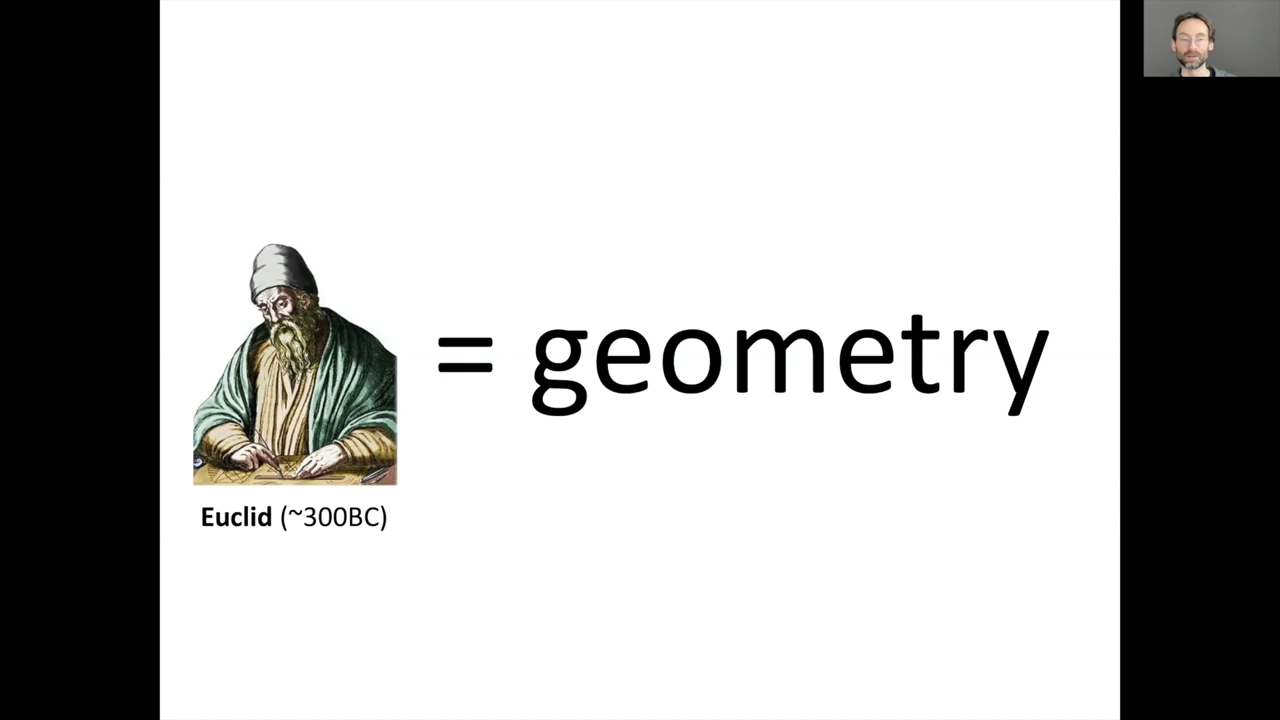 = geometry
Euclid (~300BC)